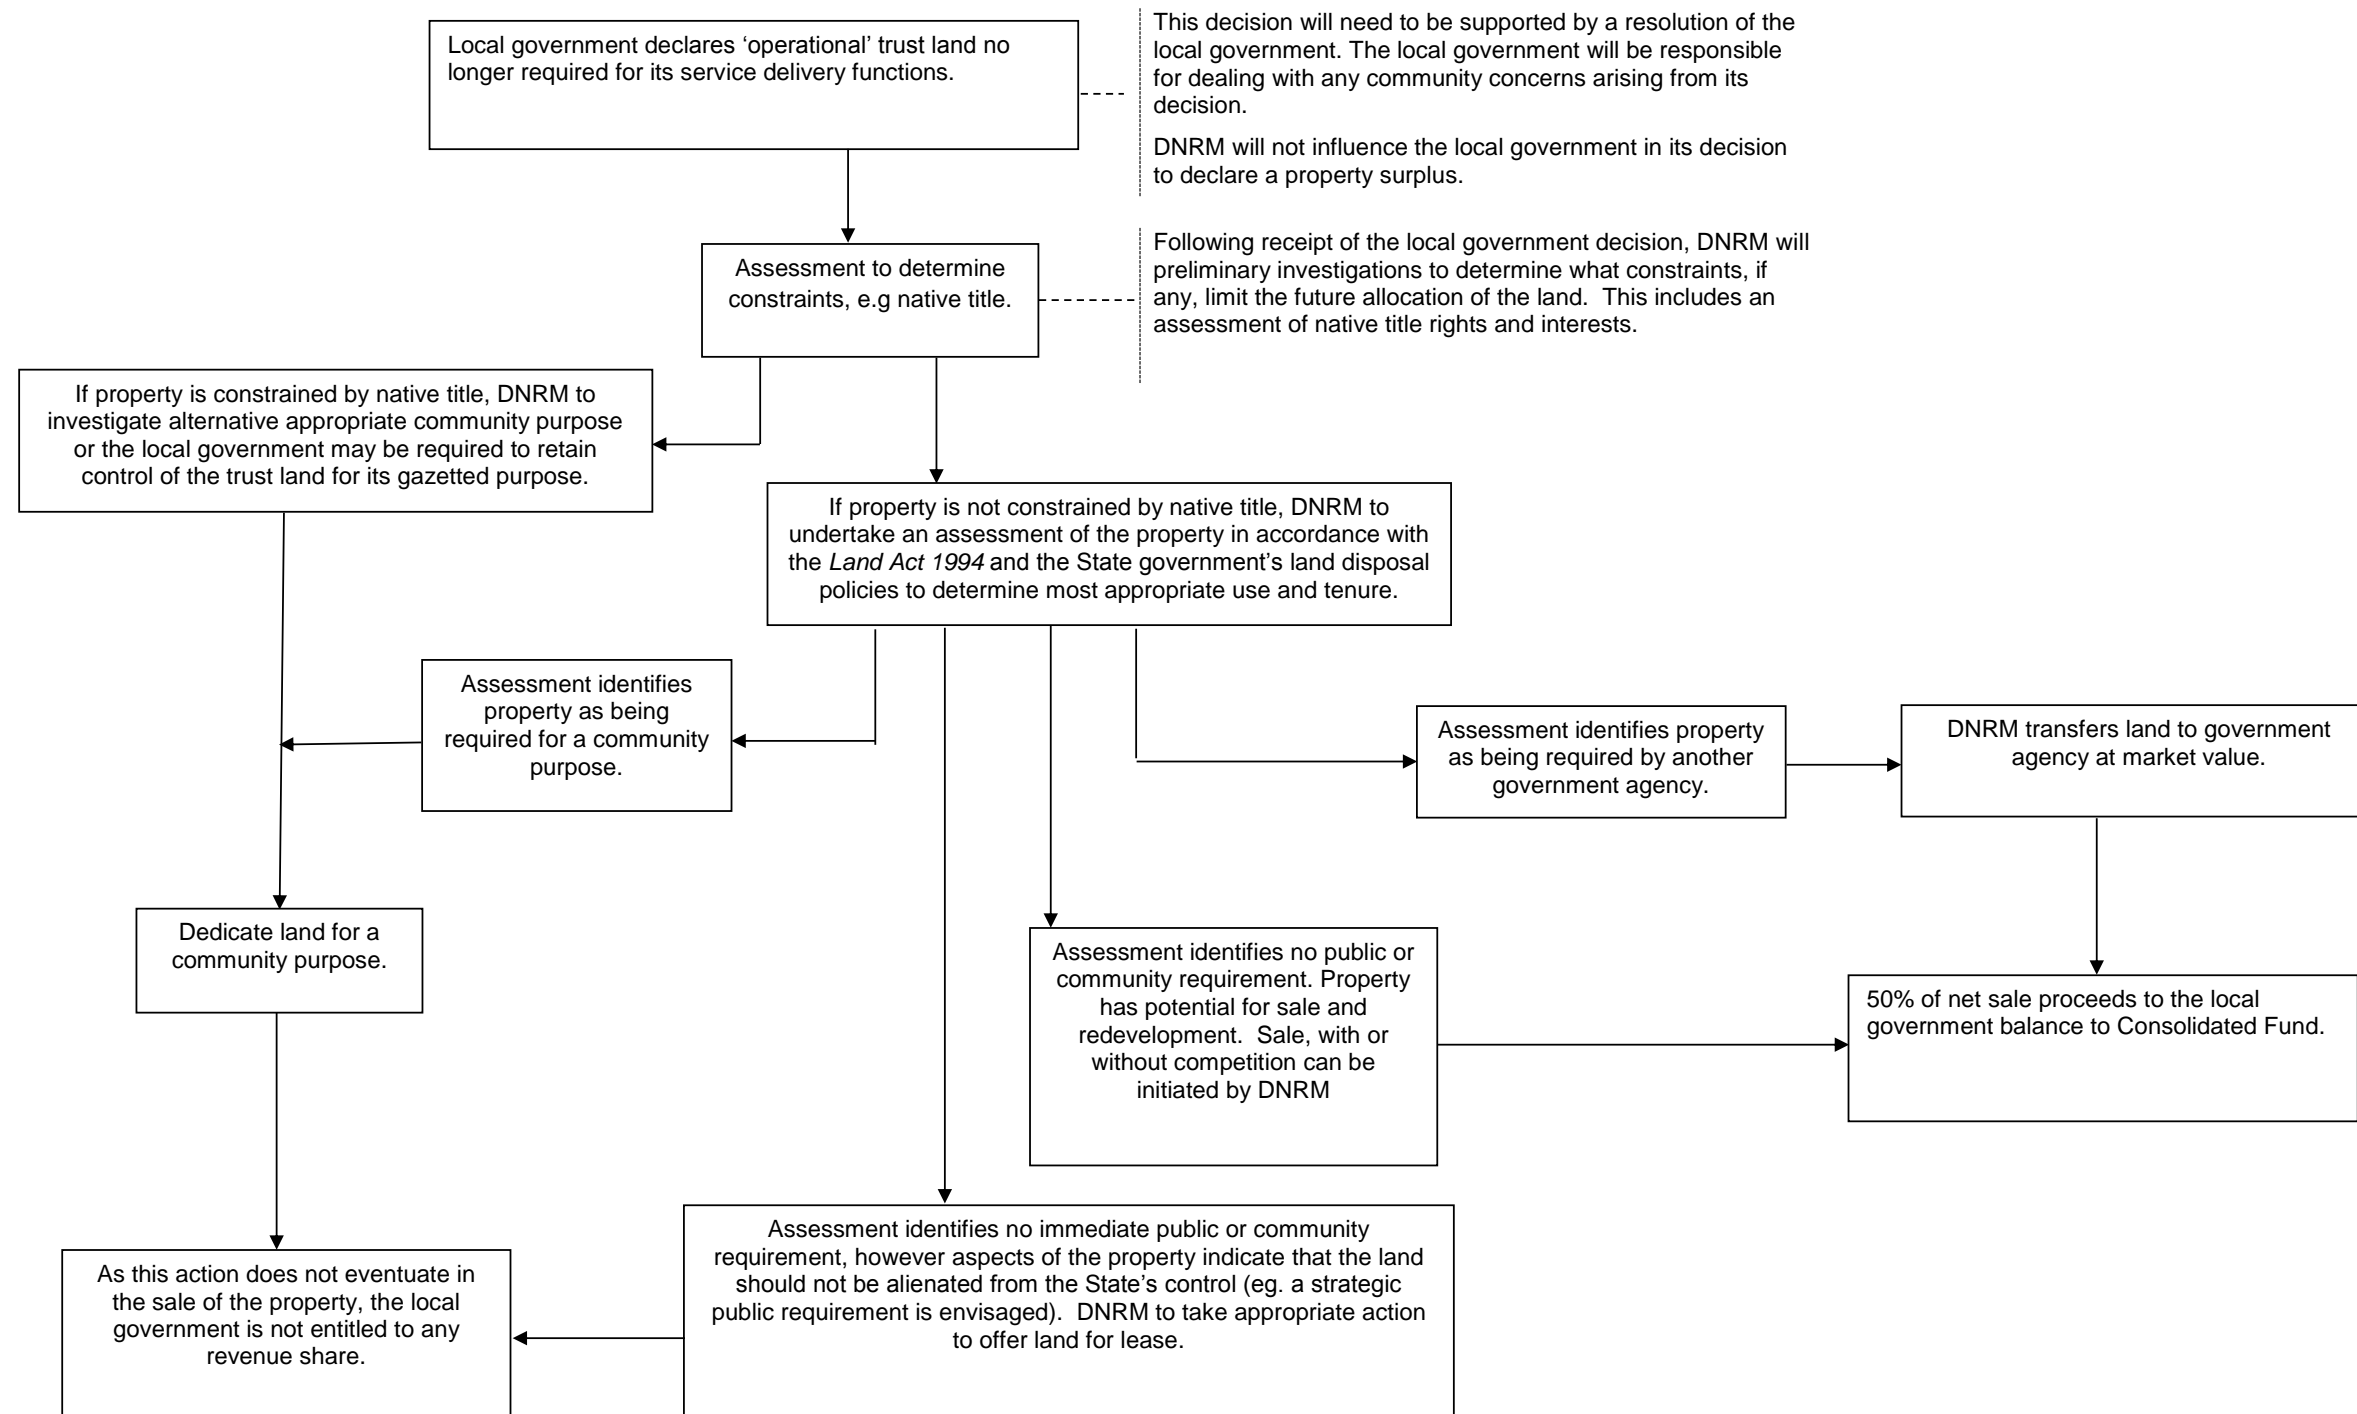 Local government declares ‘operational’ trust land no
longer required for its service delivery functions.
This decision will need to be supported by a resolution of the
local government. The local government will be responsible
for dealing with any community concerns arising from its
decision.
DNRM will not influence the local government in its decision
to declare a property surplus.
Assessment to determine
constraints, e.g native title.
Following receipt of the local government decision, DNRM will
preliminary investigations to determine what constraints, if
any, limit the future allocation of the land.  This includes an
assessment of native title rights and interests.
If property is constrained by native title, DNRM to
investigate alternative appropriate community purpose
or the local government may be required to retain
control of the trust land for its gazetted purpose.
If property is not constrained by native title, DNRM to
undertake an assessment of the property in accordance with
the Land Act 1994 and the State government’s land disposal
policies to determine most appropriate use and tenure.
Assessment identifies
property as being
required for a community
purpose.
Assessment identifies property
as being required by another
government agency.
DNRM transfers land to government
agency at market value.
Dedicate land for a
community purpose.
Assessment identifies no public or
community requirement. Property
has potential for sale and
redevelopment.  Sale, with or
without competition can be
initiated by DNRM
50% of net sale proceeds to the local
government balance to Consolidated Fund.
As this action does not eventuate in
the sale of the property, the local
government is not entitled to any
revenue share.
Assessment identifies no immediate public or community
requirement, however aspects of the property indicate that the land
should not be alienated from the State’s control (eg. a strategic
public requirement is envisaged).  DNRM to take appropriate action
to offer land for lease.